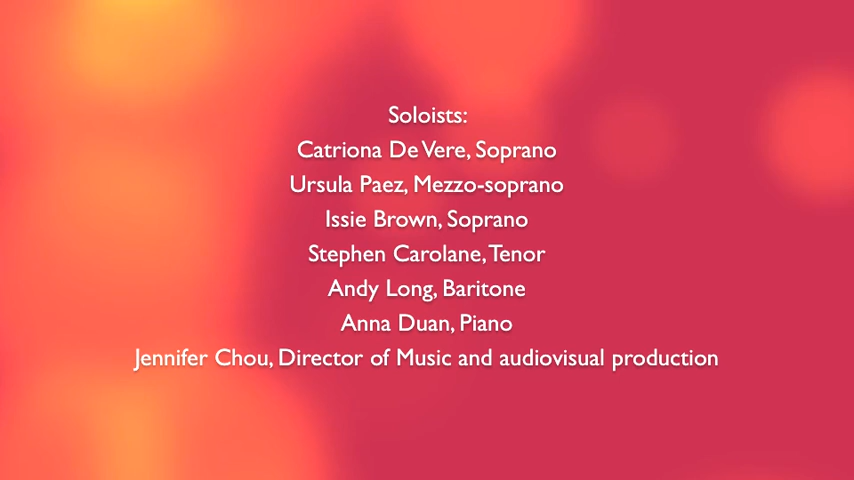 Soloists:
Catriona De Vere, Soprano
Ursula Paez, Mezzo-soprano
Issie Brown, Soprano
Stephen Carolane, Tenor
Andy Long, Baritone
Anna Duan, Piano
Jennifer Chou, Director of Music and audiovisual production